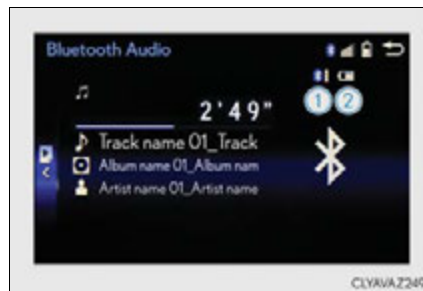 Bluetooth Audio
1 2
2'49"
Track name 01_Track
Album name 01_Album nam
Artist name 01_Artist name
CLYAVAZ249